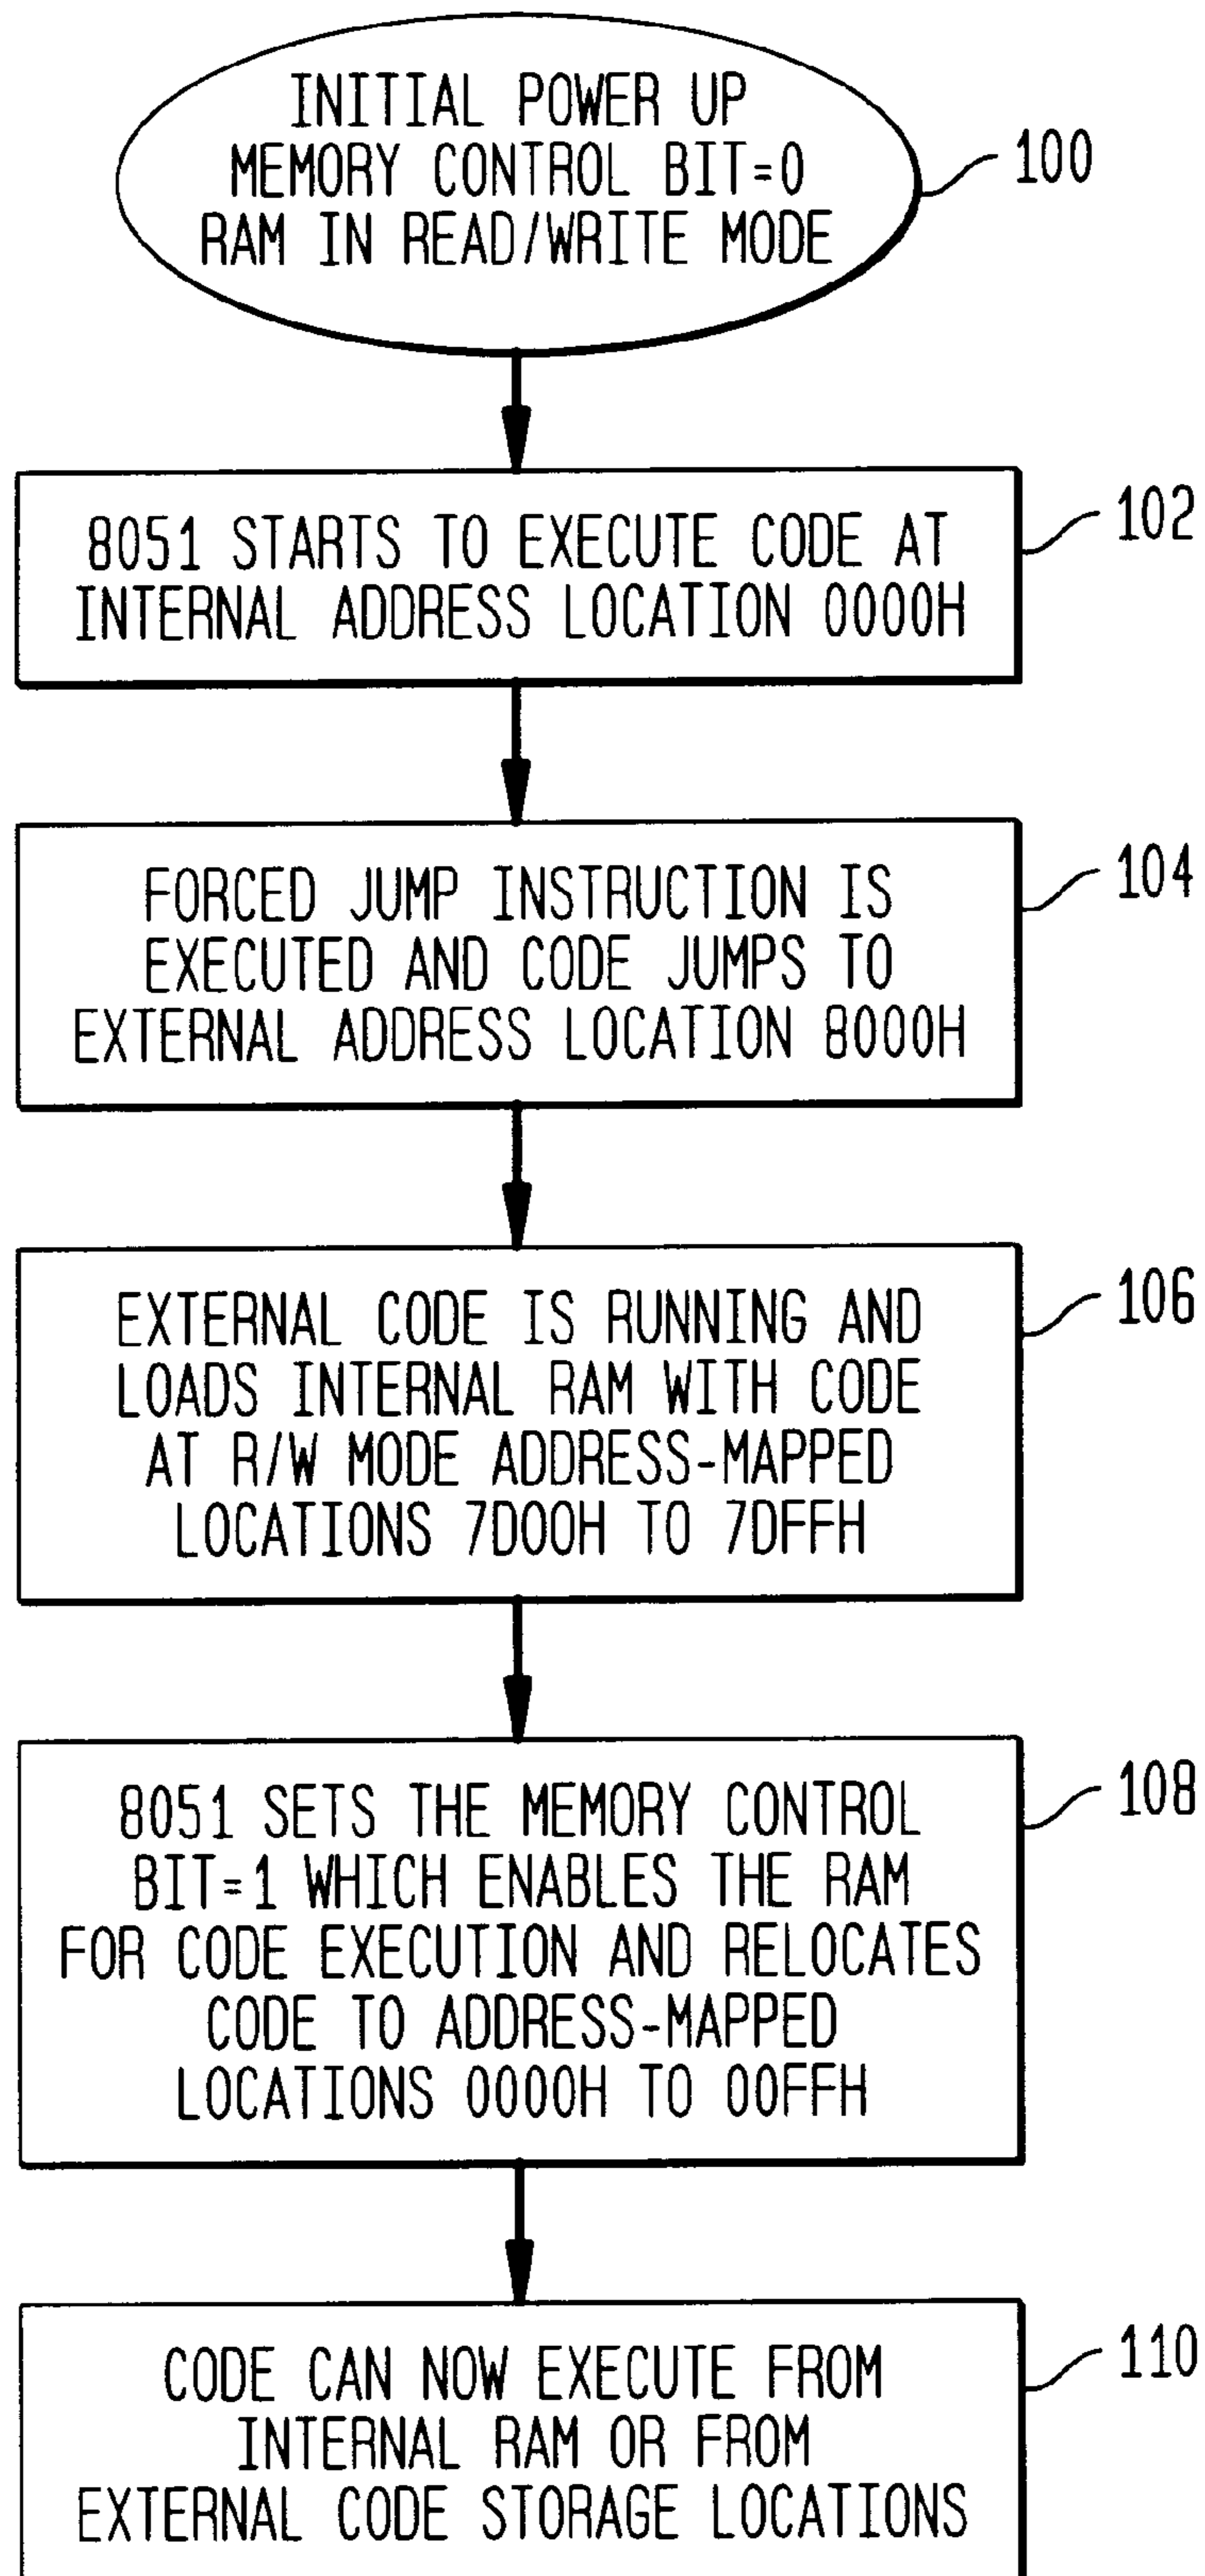 INITIAL POWER UP
MEMORY CONTROL BIT=0
RAM IN READ/WRITE MODE
100
8051 STARTS TO EXECUTE CODE AT
INTERNAL ADDRESS LOCATION 0000H
102
FORCED JUMP INSTRUCTION IS
EXECUTED AND CODE JUMPS TO
EXTERNAL ADDRESS LOCATION 8000H
104
EXTERNAL CODE IS RUNNING AND
LOADS INTERNAL RAM WITH CODE
AT R/W MODE ADDRESS-MAPPED
LOCATIONS 7D00H TO 7DFFH
106
8051 SETS THE MEMORY CONTROL
BIT=1 WHICH ENABLES THE RAM
FOR CODE EXECUTION AND RELOCATES
CODE TO ADDRESS-MAPPED
LOCATIONS 0000H TO 00FFH
108
CODE CAN NOW EXECUTE FROM
INTERNAL RAM OR FROM
EXTERNAL CODE STORAGE LOCATIONS
110